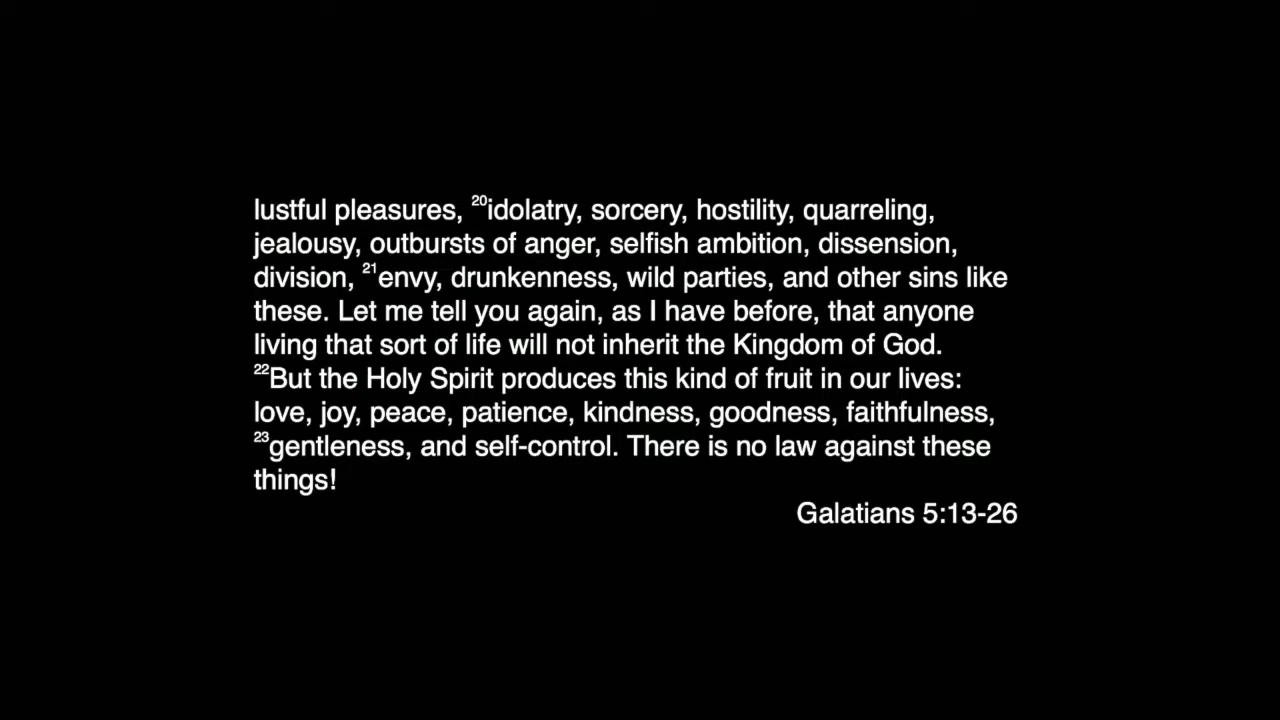 lustful pleasures, 20idolatry, sorcery, hostility, quarreling,
jealousy, outbursts of anger, selfish ambition, dissension,
division, 21envy, drunkenness, wild parties, and other sins like
these. Let me tell you again, as I have before, that anyone
living that sort of life will not inherit the Kingdom of God.
22But the Holy Spirit produces this kind of fruit in our lives:
love, joy, peace, patience, kindness, goodness, faithfulness,
23gentleness, and self-control. There is no law against these
things!
Galatians 5:13-26